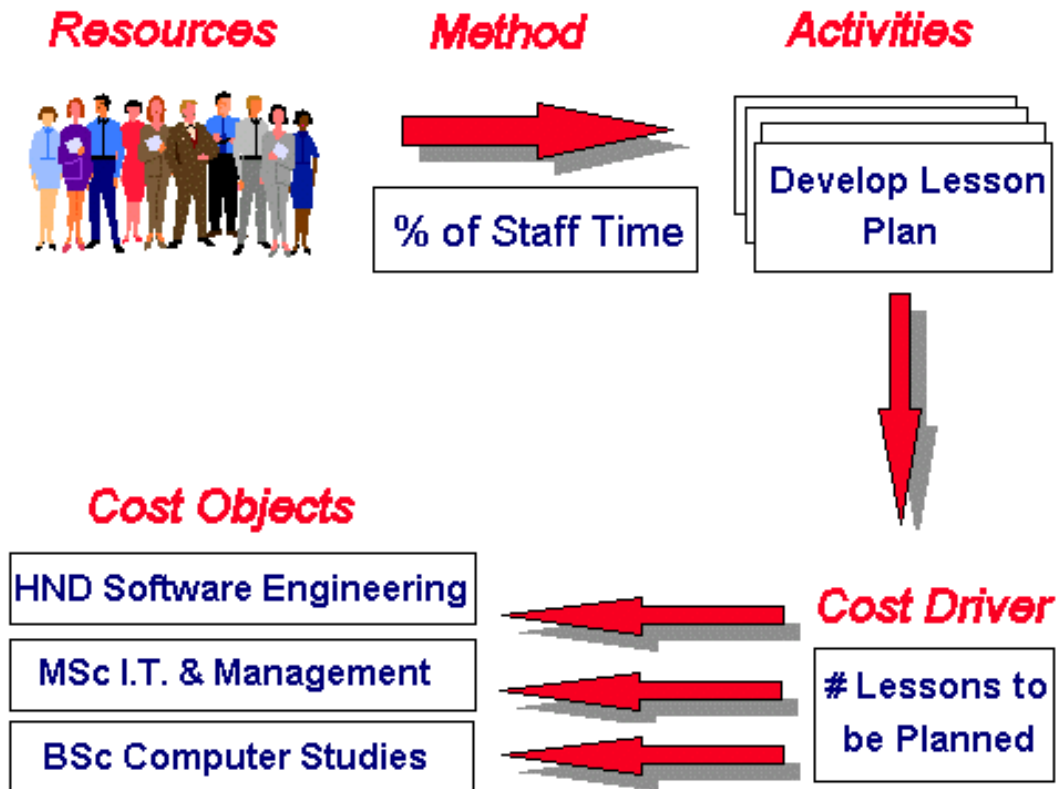 Resources
Method
Activities
% of Staff Time
Develop Lesson
Plan
Cost Objects
HND Software Engineering
MSc I.T. & Management
BSc Computer Studies
Cost Driver
# Lessons to
be Planned